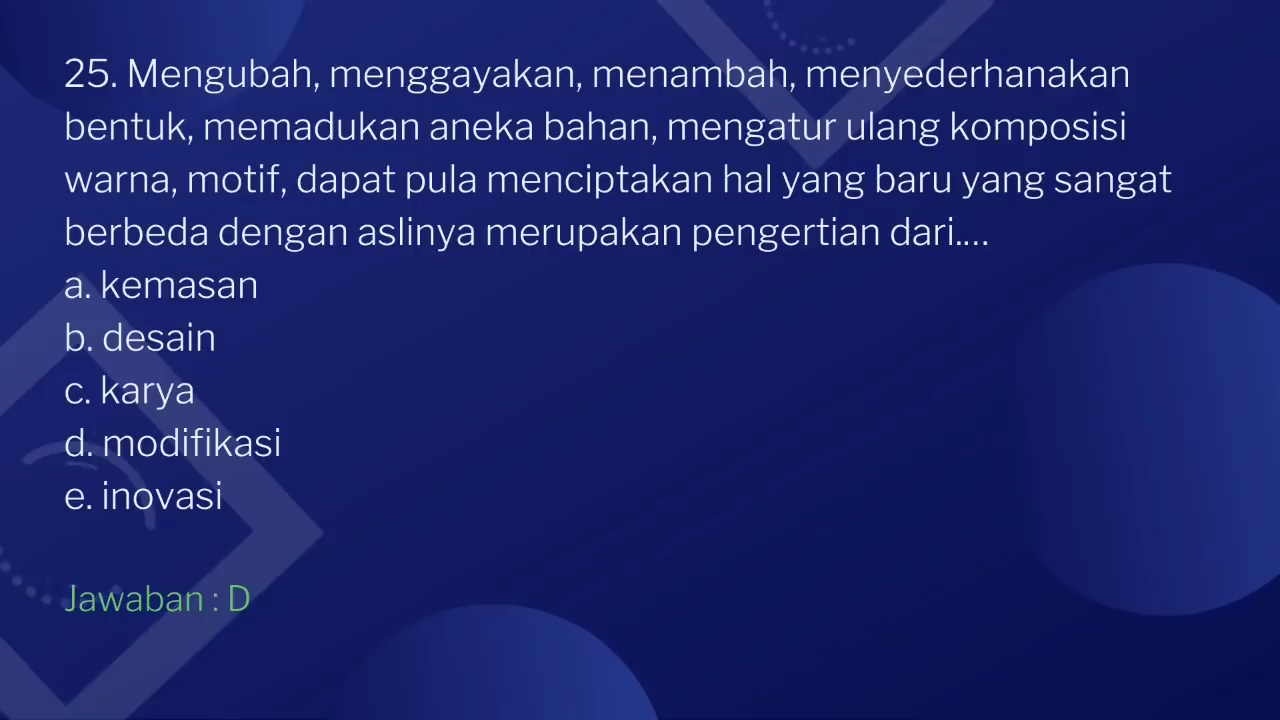 25. Mengubah, menggayakan, menambah, menyederhanakan
bentuk, memadukan aneka bahan, mengatur ulang komposisi
warna, motif, dapat pula menciptakan hal yang baru yang sangat
berbeda dengan aslinya merupakan pengertian dari....
a. kemasan
b. desain
c. karya
d. modifikasi
e. inovasi
Jawaban : D